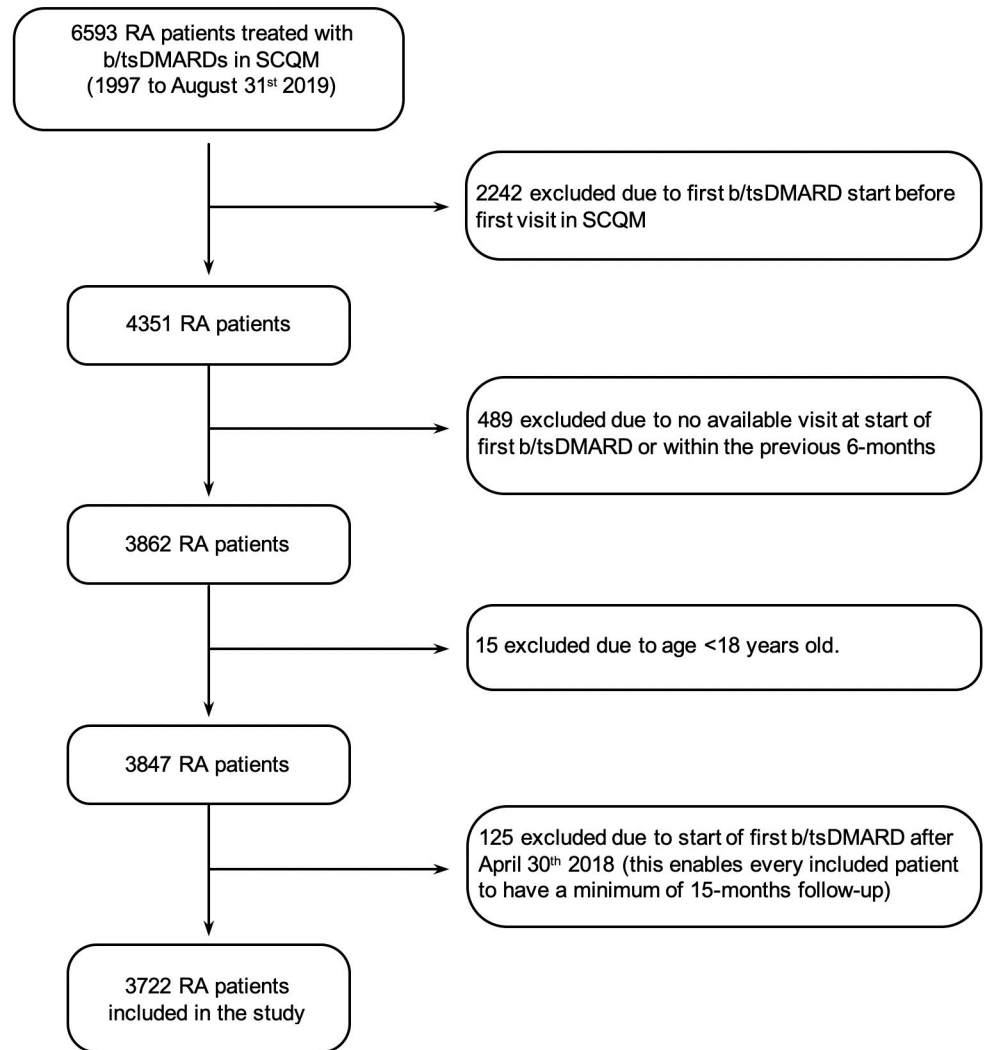 6593 RA patients treated with
b/tsDMARDs in SCQM
(1997 to August 31st 2019)
2242 excluded due to first b/tsDMARD start before
first visit in SCQM
4351 RA patients
489 excluded due to no available visit at start of
first b/tsDMARD or within the previous 6-months
3862 RA patients
15 excluded due to age <18 years old.
3847 RA patients
125 excluded due to start of first b/tsDMARD after
April 30th 2018 (this enables every included patient
to have a minimum of 15-months follow-up)
3722 RA patients
included in the study